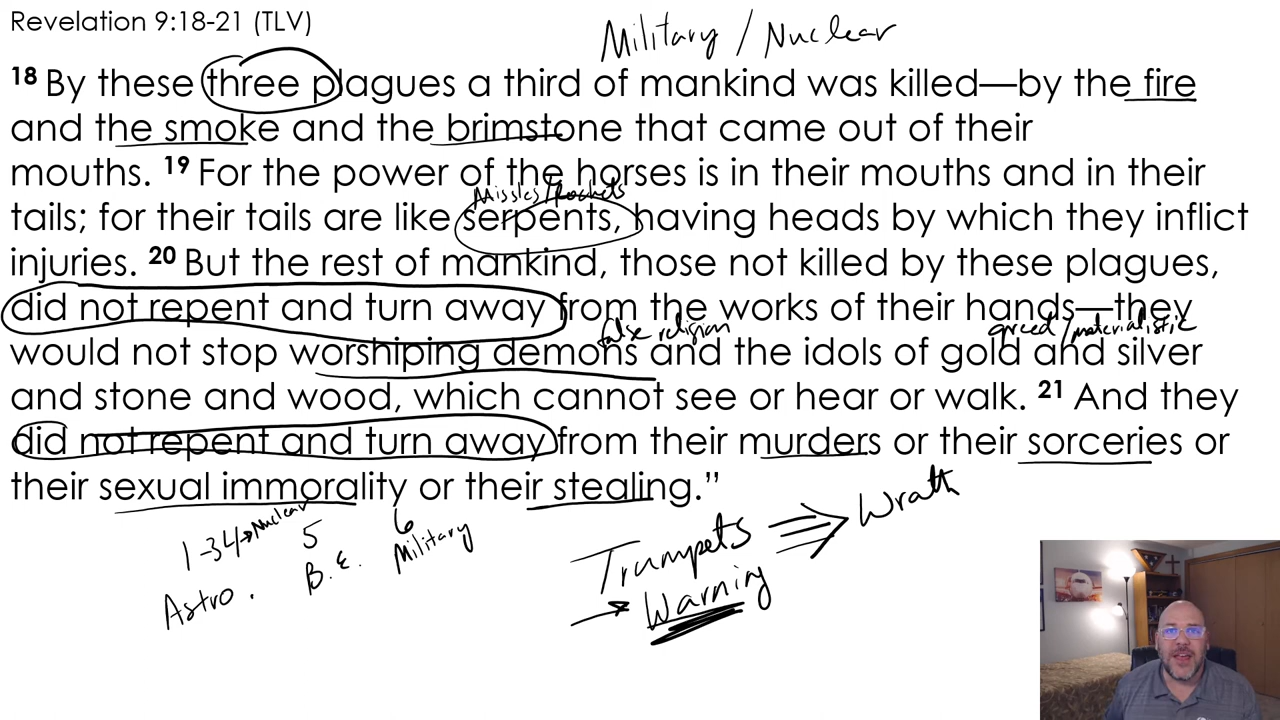 Revelation 9:18-21 (TLV)
Military / Nuclear
18 By these three plagues a third of mankind was killed—by the fire
and the smoke and the brimstone that came out of their
mouths. 19 For the power of the horses is in their mouths and in their
Missles/Rockets
tails; for their tails are like serpents, having heads by which they inflict
injuries. 20 But the rest of mankind, those not killed by these plagues,
did not repent and turn away from the works of their hands—they
false religion greed/materialistic
would not stop worshiping demons and the idols of gold and silver
and stone and wood, which cannot see or hear or walk. 21 And they
did not repent and turn away from their murders or their sorceries or
their sexual immorality or their stealing.”
1-34→Nuclear 5 6
Astro. B.E. Military
Trumpets ⇒ Wrath
→ Warning